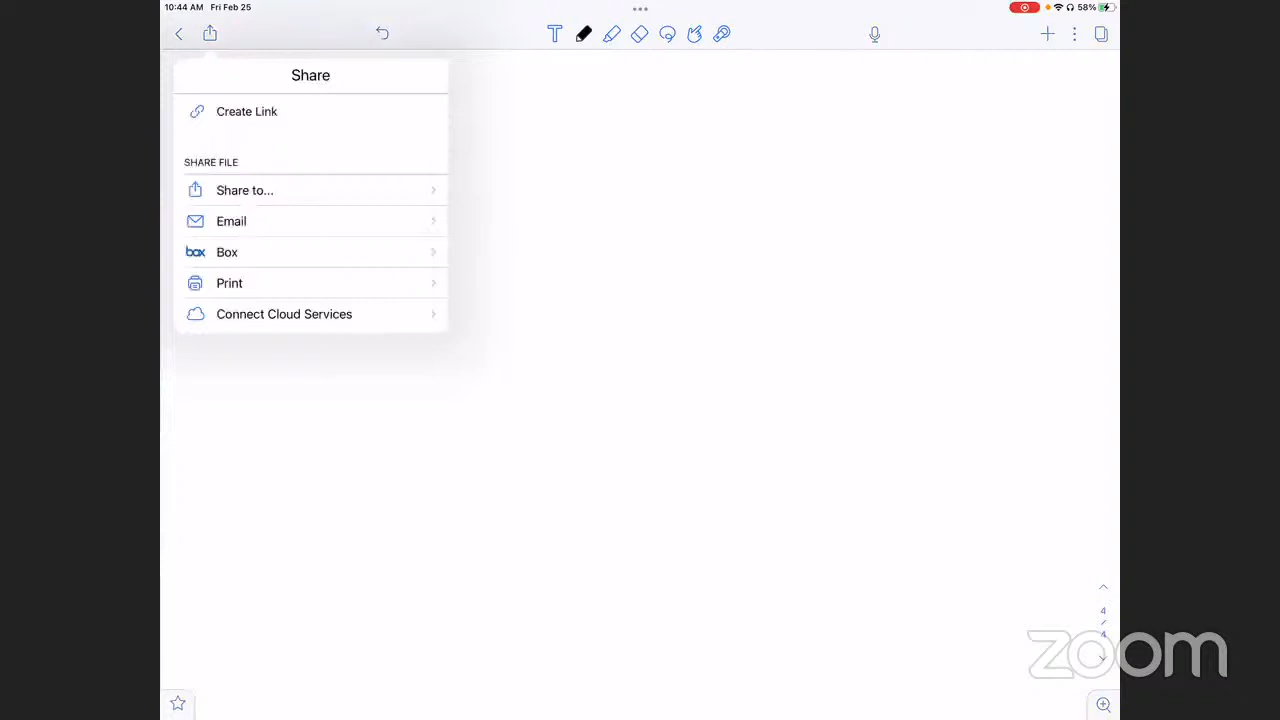 10:44 AM Fri Feb 25
58%
Share
Create Link
SHARE FILE
Share to...
Email
box Box
Print
Connect Cloud Services
4
/
4
zoom